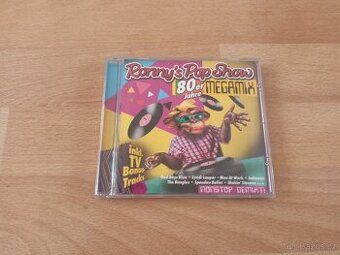 Ronny's Pop Show
80er
Jahre
MEGAMIX
inkl.
TV
Bonus
Tracks
Bad Boys Blue • Cyndi Lauper • Men At Work •
The Bangles • Spandau Ballet • Shakin' Stevens
NONSTOP GEMIXT!